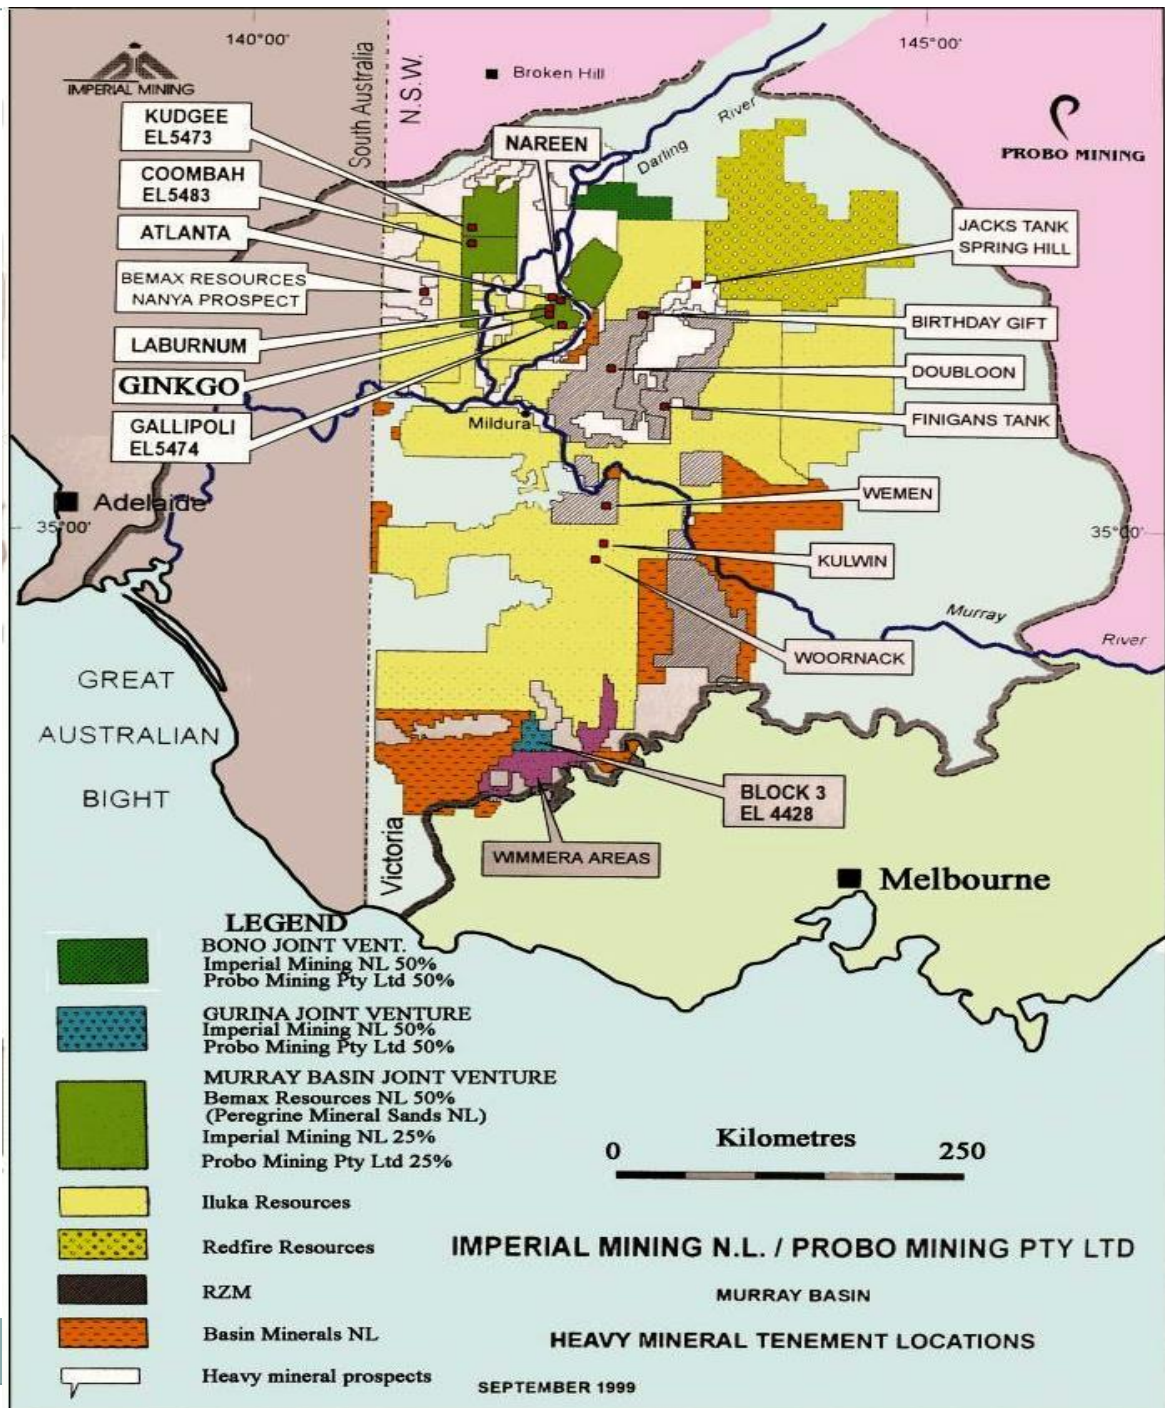 140°00'
145°00'
IMPERIAL MINING
South Australia
N.S.W.
Broken Hill
PROBO MINING
KUDGEE
EL5473
NAREEN
Darling
River
COOMBAH
EL5483
ATLANTA
JACKS TANK
SPRING HILL
BEMAX RESOURCES
NANYA PROSPECT
BIRTHDAY GIFT
LABURNUM
DOUBLOON
GINKGO
FINIGANS TANK
GALLIPOLI
EL5474
Mildura
Adelaide
WEMEN
35°00'
35°00'
KULWIN
Murray
River
WOORNACK
GREAT
AUSTRALIAN
BIGHT
BLOCK 3
EL 4428
WIMMERA AREAS
Victoria
Melbourne
LEGEND
BONO JOINT VENT.
Imperial Mining NL 50%
Probo Mining Pty Ltd 50%
GURINA JOINT VENTURE
Imperial Mining NL 50%
Probo Mining Pty Ltd 50%
MURRAY BASIN JOINT VENTURE
Bemax Resources NL 50%
(Peregrine Mineral Sands NL)
Imperial Mining NL 25%
Probo Mining Pty Ltd 25%
Iluka Resources
Redfire Resources
RZM
Basin Minerals NL
Heavy mineral prospects
0 Kilometres 250
IMPERIAL MINING N.L. / PROBO MINING PTY LTD
MURRAY BASIN
HEAVY MINERAL TENEMENT LOCATIONS
SEPTEMBER 1999